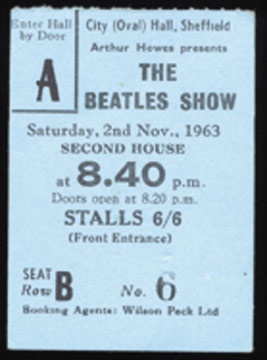 Enter Hall
by Door
A
City (Oval) Hall, Sheffield
Arthur Howes presents
THE
BEATLES SHOW
Saturday, 2nd Nov., 1963
SECOND HOUSE
at 8.40 p.m.
Doors open at 8.20 p.m.
STALLS 6/6
(Front Entrance)
SEAT
Row B No. 6
Booking Agents: Wilson Peck Ltd